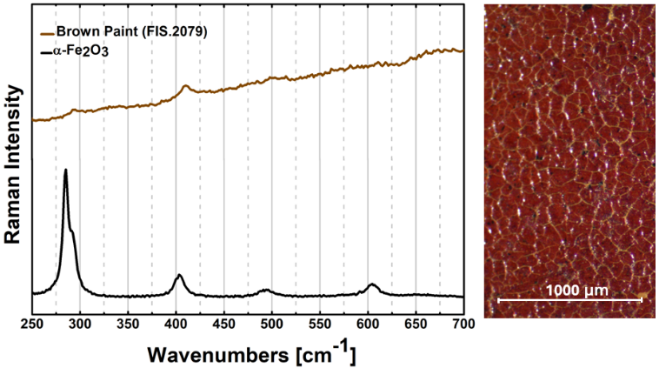 Brown Paint (FIS.2079)
α-Fe2O3
Raman Intensity
250 300 350 400 450 500 550 600 650 700
Wavenumbers [cm-1]
1000 µm